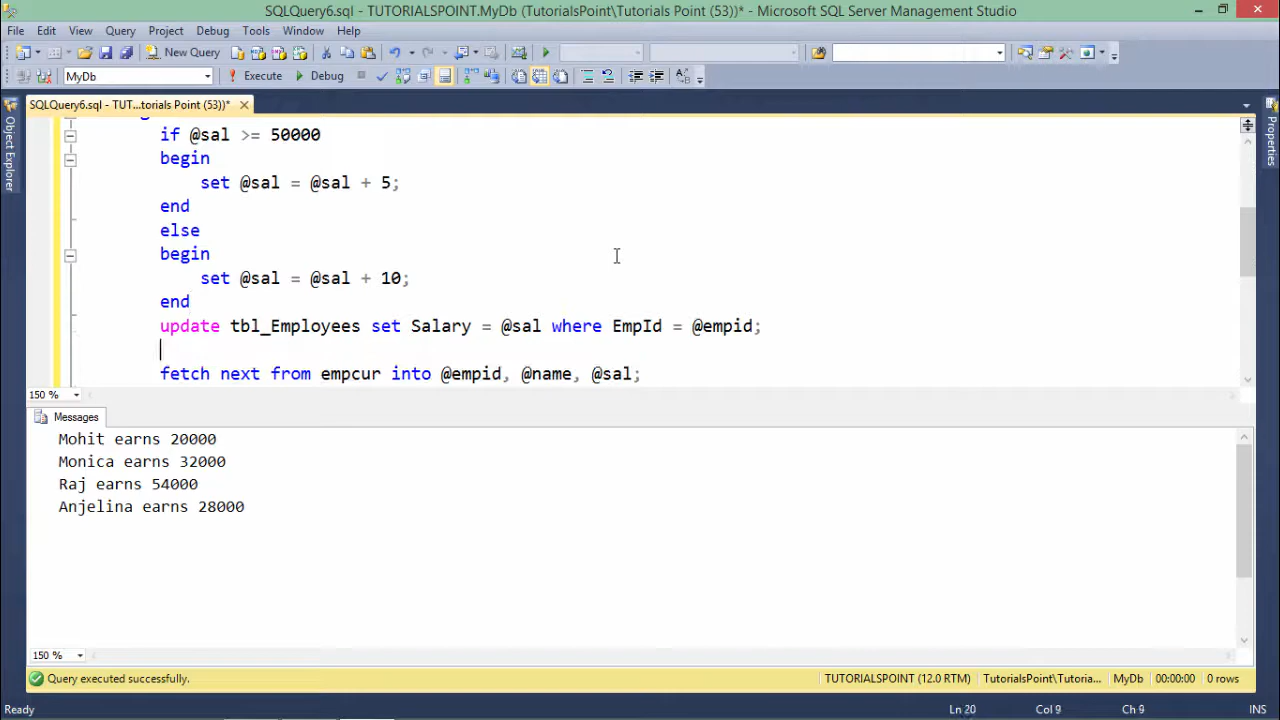 SQLQuery6.sql - TUTORIALSPOINT.MyDb (TutorialsPoint\Tutorials Point (53))* - Microsoft SQL Server Management Studio
File Edit View Query Project Debug Tools Window Help
New Query
MyDb Execute Debug
SQLQuery6.sql - TUT...torials Point (53))*
Object Explorer
Properties
if @sal >= 50000
begin
set @sal = @sal + 5;
end
else
begin
set @sal = @sal + 10;
end
update tbl_Employees set Salary = @sal where EmpId = @empid;
fetch next from empcur into @empid, @name, @sal;
150 %
Messages
Mohit earns 20000
Monica earns 32000
Raj earns 54000
Anjelina earns 28000
150 %
Query executed successfully. TUTORIALSPOINT (12.0 RTM) TutorialsPoint\Tutoria... MyDb 00:00:00 0 rows
Ready Ln 20 Col 9 Ch 9 INS